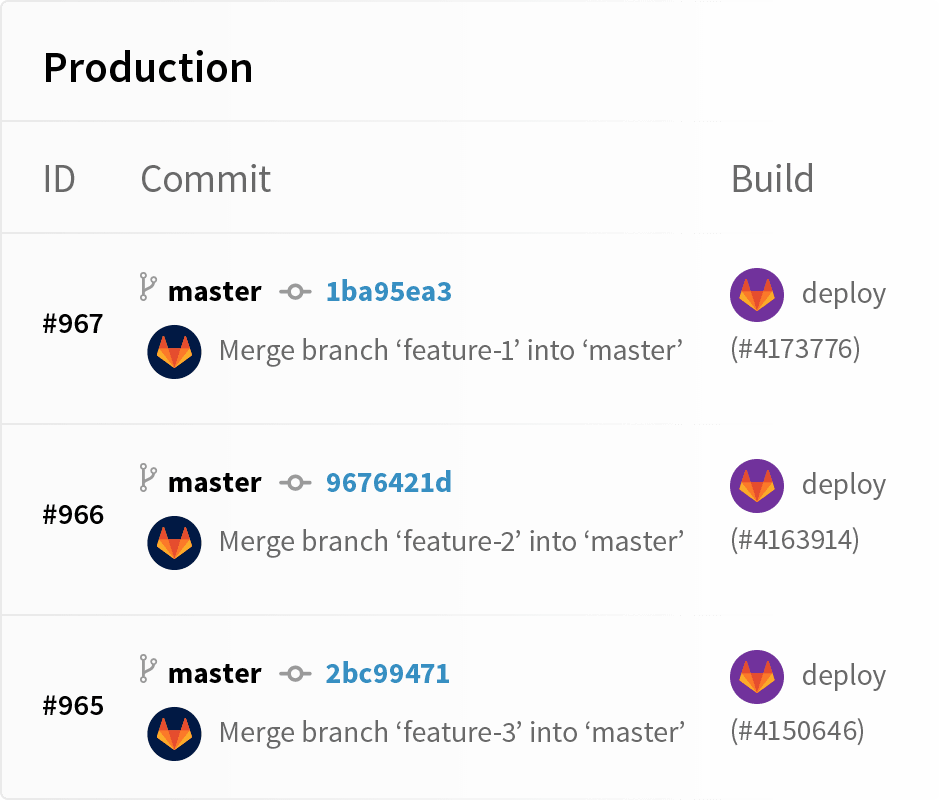 Production
ID Commit Build
#967 master 1ba95ea3 deploy
Merge branch ‘feature-1’ into ‘master’ (#4173776)
#966 master 9676421d deploy
Merge branch ‘feature-2’ into ‘master’ (#4163914)
#965 master 2bc99471 deploy
Merge branch ‘feature-3’ into ‘master’ (#4150646)